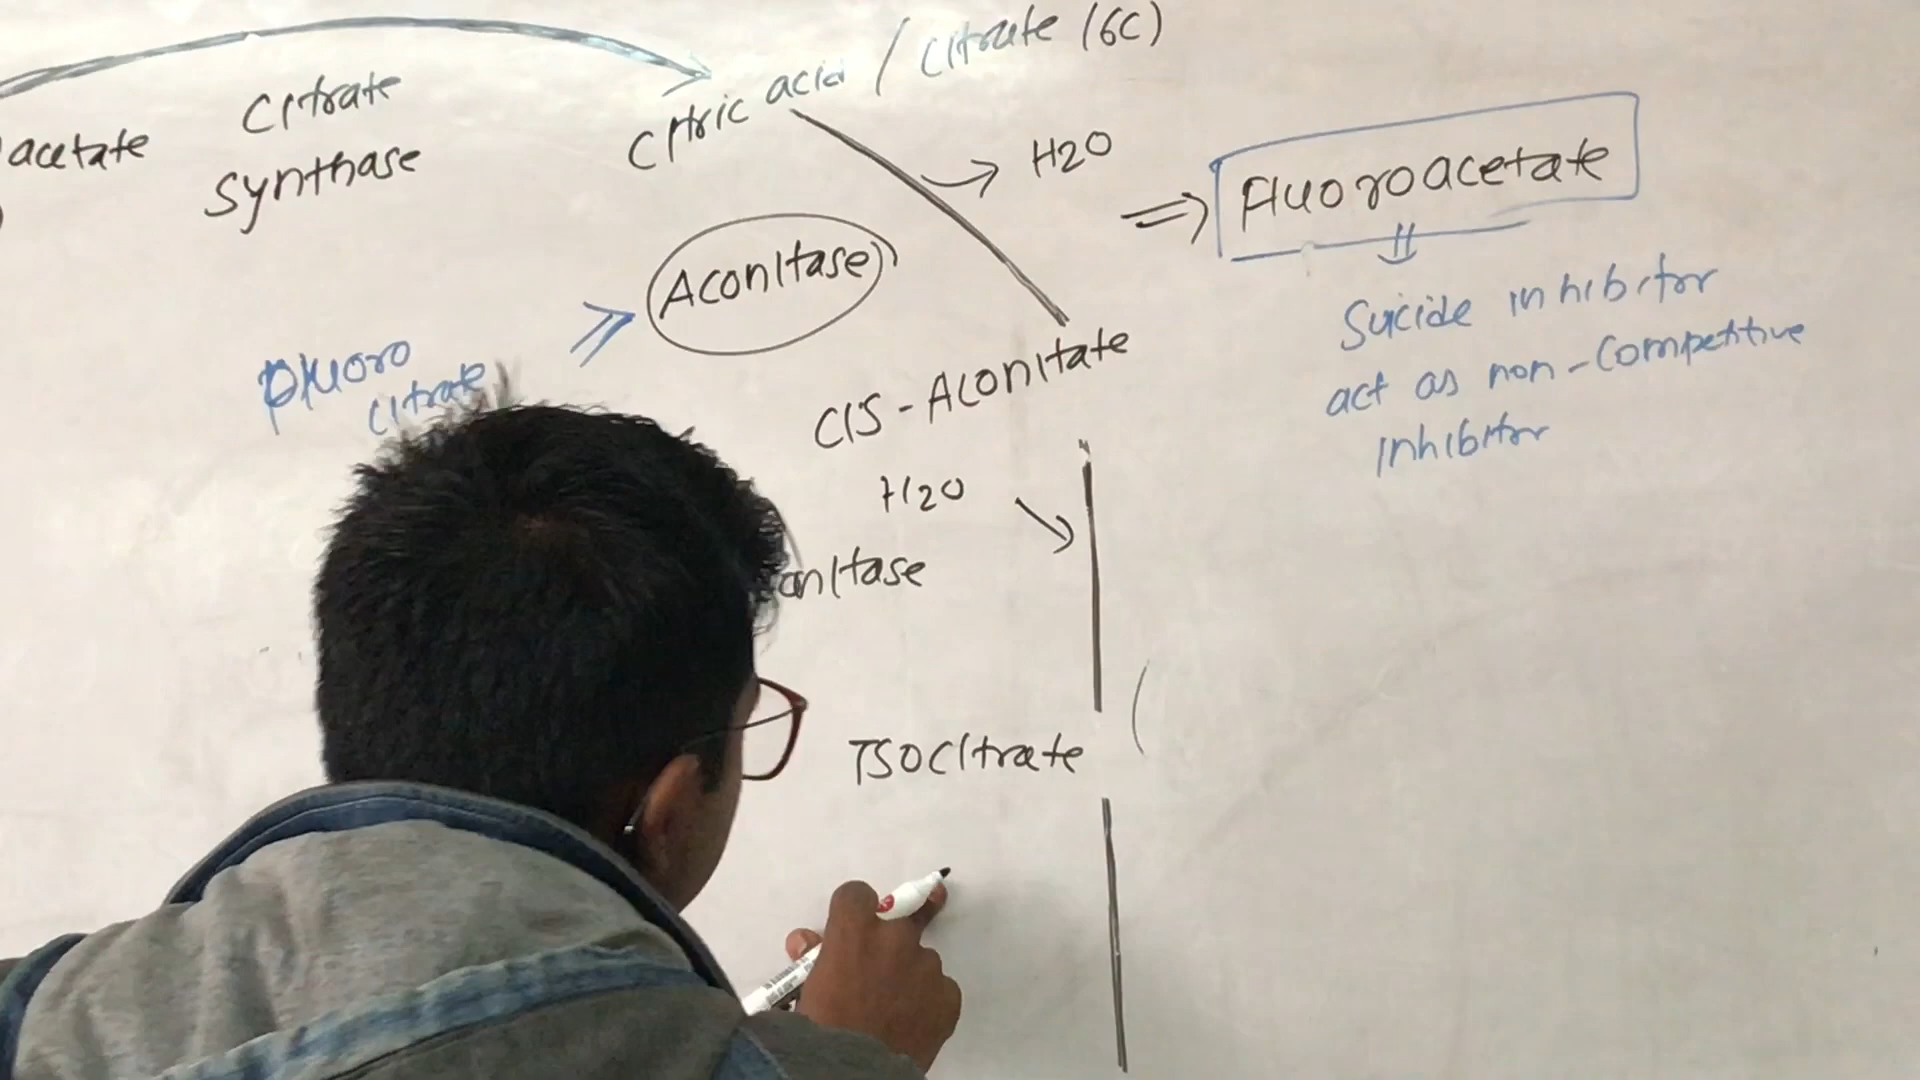 Citric acid / Citrate (6C)
acetate
Citrate
Synthase
H2O
Fluoroacetate
Aconitase
Suicide inhibitor
act as non-competitive
inhibitor
fluoro
citrate
Cis-Aconitate
H2O
onitase
Isocitrate
(